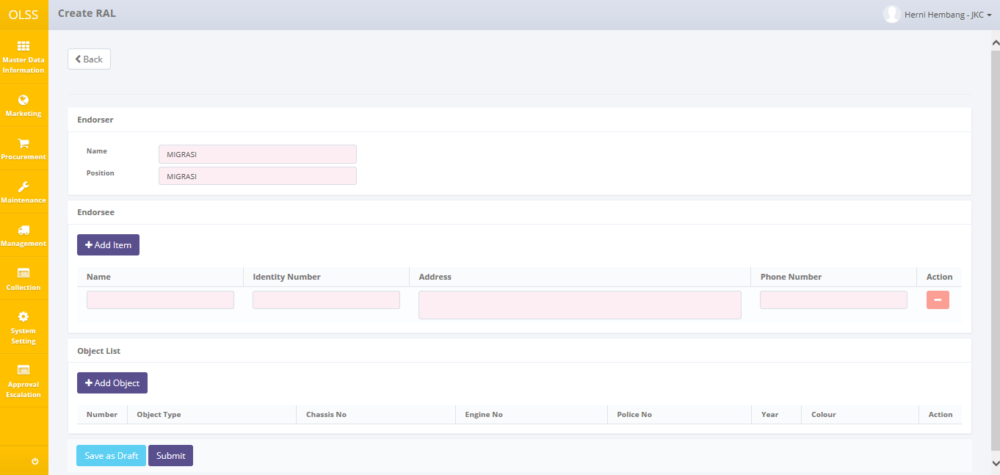 OLSS
Create RAL
Herni Hembang - JKC
Master Data
Information
Marketing
Procurement
Maintenance
Management
Collection
System
Setting
Approval
Escalation
Back
Endorser
Name
MIGRASI
Position
MIGRASI
Endorsee
Add Item
Name Identity Number Address Phone Number Action
Object List
Add Object
Number Object Type Chassis No Engine No Police No Year Colour Action
Save as Draft Submit